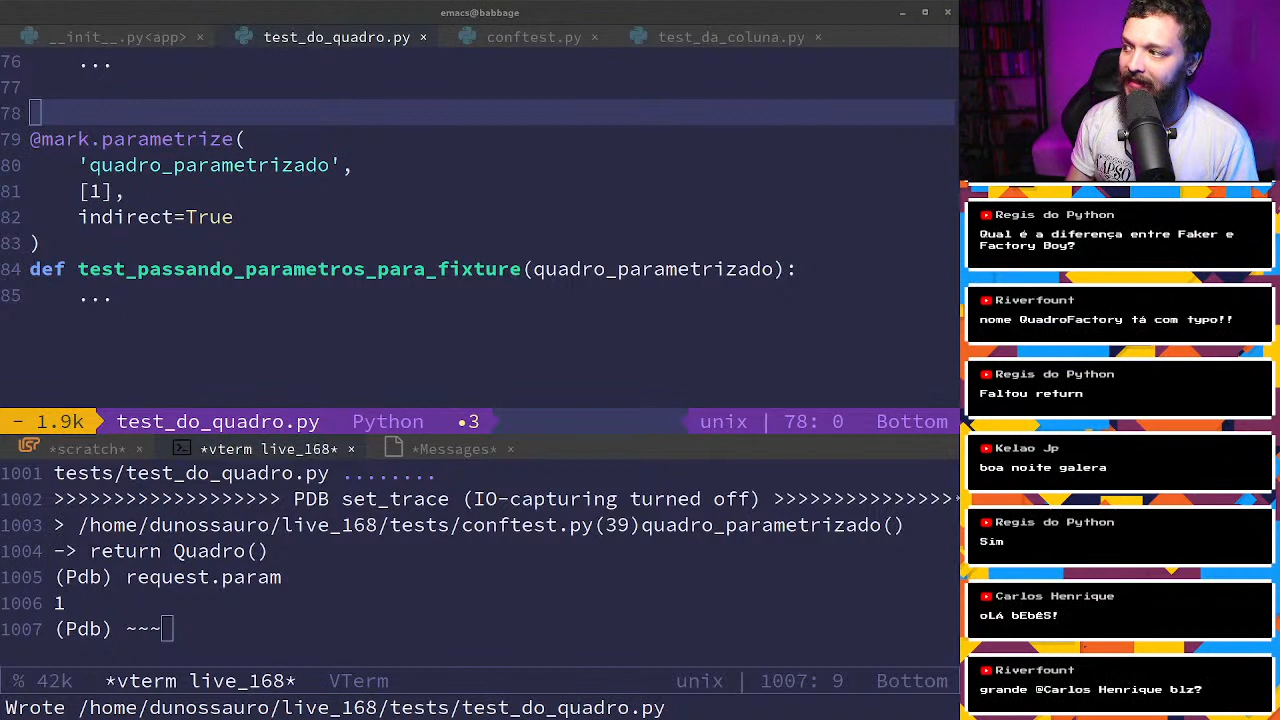 emacs@babbage
__init__.py<app> ×
test_do_quadro.py ×
conftest.py ×
test_da_coluna.py ×
76 ...
77
78
79 @mark.parametrize(
80 'quadro_parametrizado',
81 [1],
82 indirect=True
83 )
84 def test_passando_parametros_para_fixture(quadro_parametrizado):
85 ...
- 1.9k test_do_quadro.py Python •3 unix | 78: 0 Bottom
*scratch* × *vterm live_168* × *Messages* ×
1001 tests/test_do_quadro.py ........
1002 >>>>>>>>>>>>>>>>>>> PDB set_trace (IO-capturing turned off) >>>>>>>>>>>>>>>
1003 > /home/dunossauro/live_168/tests/conftest.py(39)quadro_parametrizado()
1004 -> return Quadro()
1005 (Pdb) request.param
1006 1
1007 (Pdb) ~~~
% 42k *vterm live_168* VTerm unix | 1007: 9 Bottom
Wrote /home/dunossauro/live_168/tests/test_do_quadro.py
Regis do Python
Qual é a diferença entre Faker e
Factory Boy?
Riverfount
nome QuadroFactory tá com typo!!
Regis do Python
Faltou return
Kelao Jp
boa noite galera
Regis do Python
Sim
Carlos Henrique
oLÁ bEbÊS!
Riverfount
grande @Carlos Henrique blz?